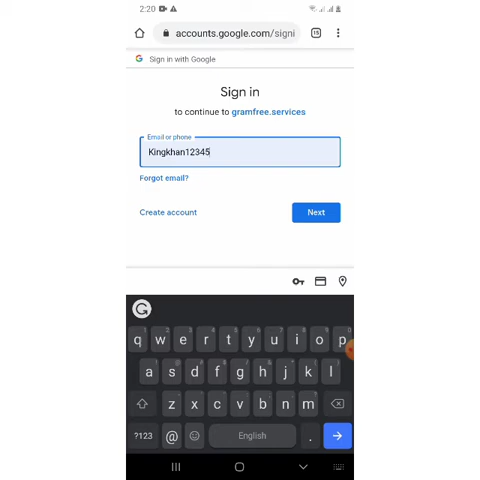 2:20
accounts.google.com/signi
15
G Sign in with Google
Sign in
to continue to gramfree.services
Email or phone
Kingkhan12345
Forgot email?
Create account
Next
q w e r t y u i o p
a s d f g h j k l
z x c v b n m
?123 @ English .